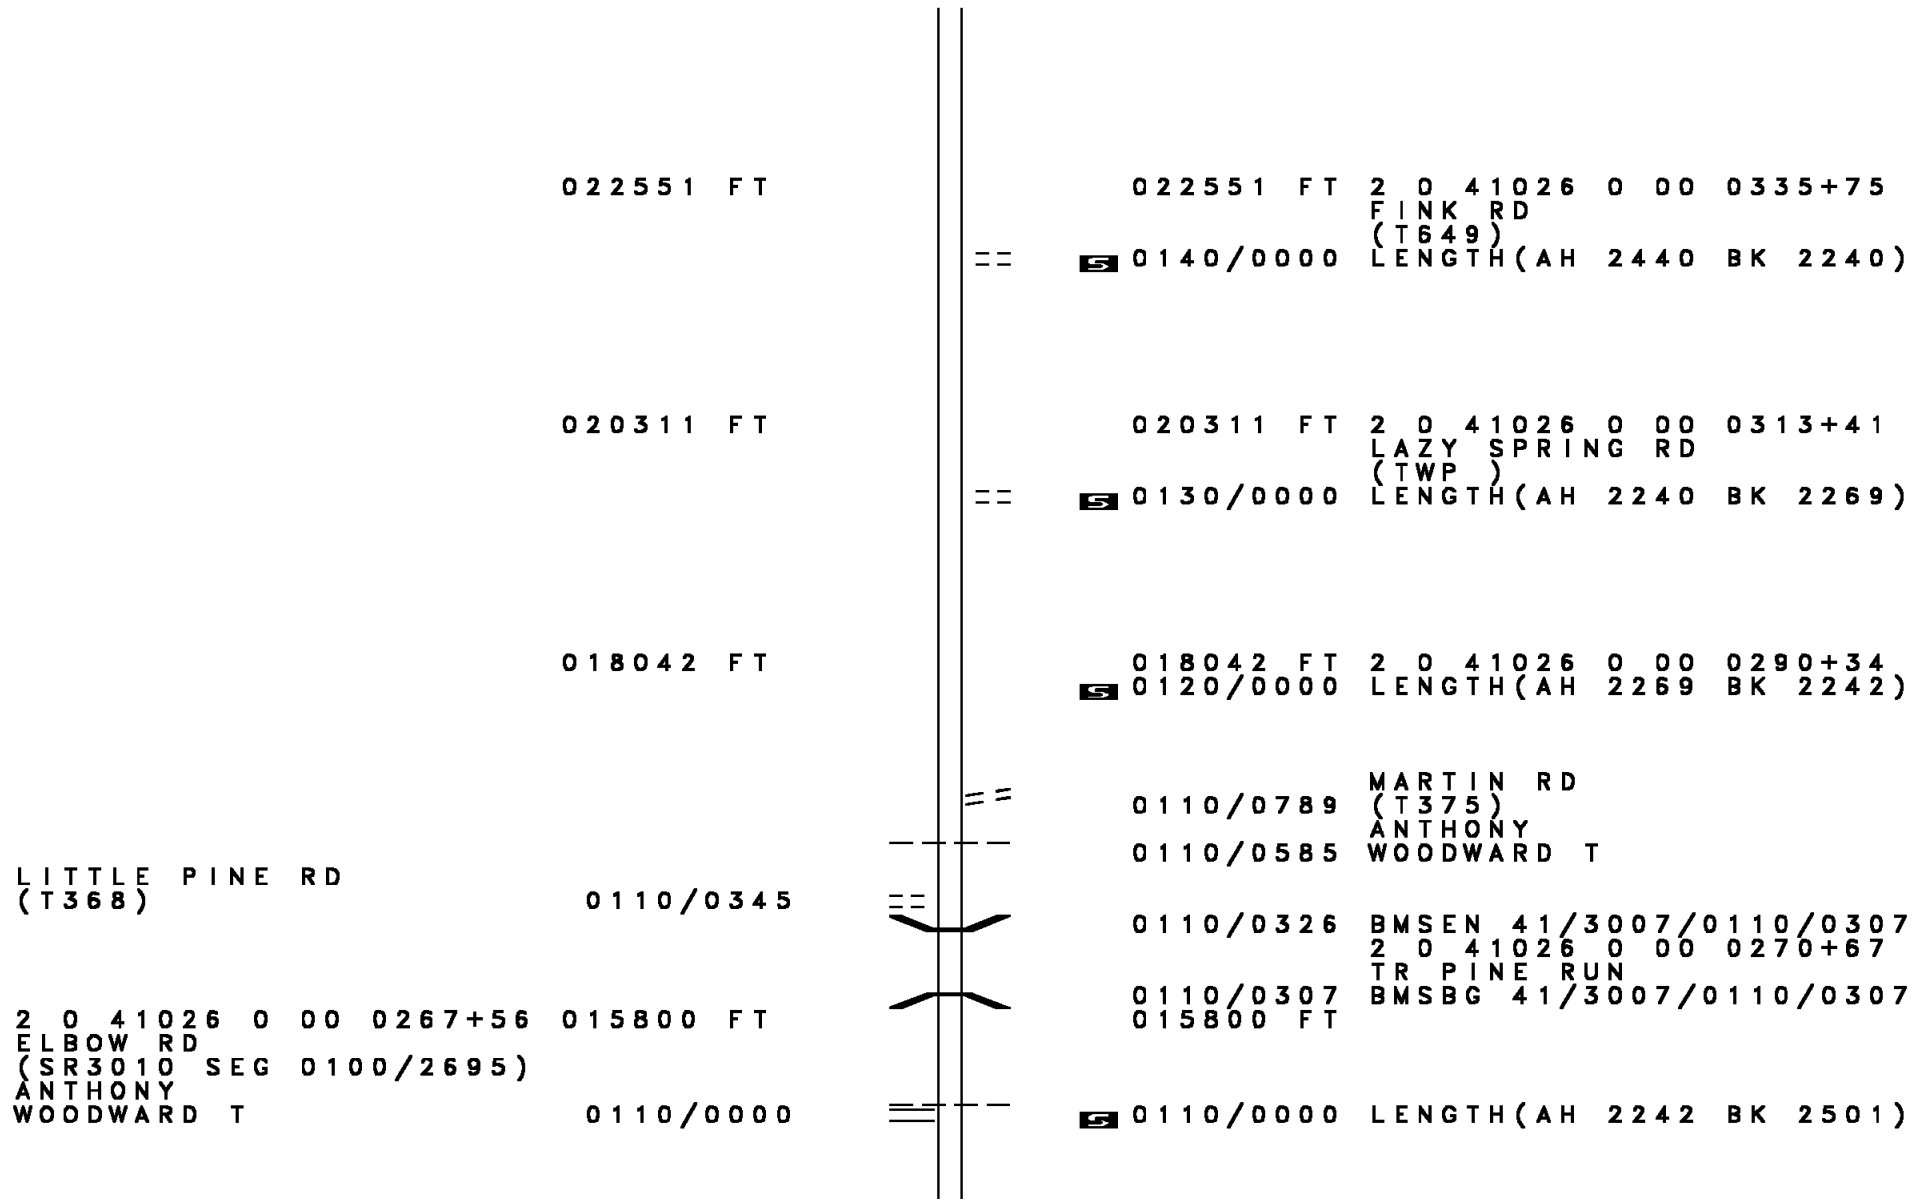 022551 FT 022551 FT 2 0 41026 0 00 0335+75
FINK RD
(T649)
S 0140/0000 LENGTH(AH 2440 BK 2240)
020311 FT 020311 FT 2 0 41026 0 00 0313+41
LAZY SPRING RD
(TWP )
S 0130/0000 LENGTH(AH 2240 BK 2269)
018042 FT 018042 FT 2 0 41026 0 00 0290+34
S 0120/0000 LENGTH(AH 2269 BK 2242)
MARTIN RD
0110/0789 (T375)
ANTHONY
0110/0585 WOODWARD T
LITTLE PINE RD
(T368) 0110/0345
0110/0326 BMSEN 41/3007/0110/0307
2 0 41026 0 00 0270+67
TR PINE RUN
0110/0307 BMSBG 41/3007/0110/0307
2 0 41026 0 00 0267+56 015800 FT 015800 FT
ELBOW RD
(SR3010 SEG 0100/2695)
ANTHONY
WOODWARD T 0110/0000 S 0110/0000 LENGTH(AH 2242 BK 2501)